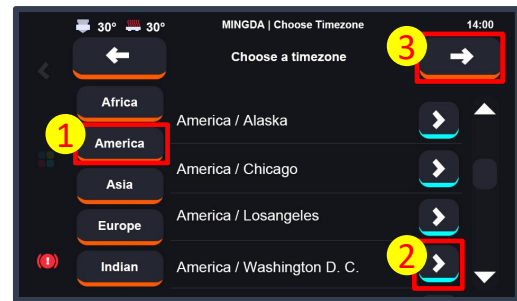 30° 30° MINGDA | Choose Timezone 14:00
Choose a timezone 3
Africa
America / Alaska
1 America
America / Chicago
Asia
America / Losangeles
Europe
Indian America / Washington D. C. 2